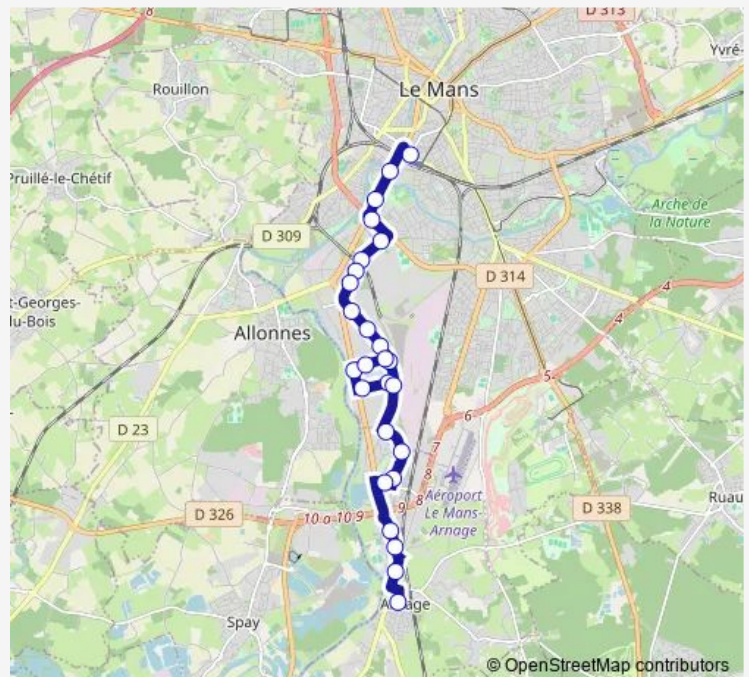 8
D 313
Yvré-
Le Mans
Rouillon
Pruillé-le-Chétif
Arche de
la Nature
D 309
D 314
t-Georges-
du-Bois
4
4
Allonnes
5
D 23
6
7
8
8
Aéroport
Le Mans-
Arnage
Ruau
D 326
10 a 10 9
9
D 338
Spay
© OpenStreetMap contributors